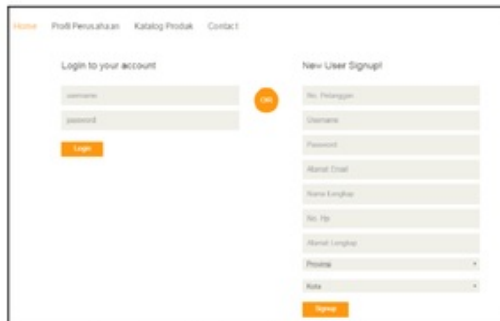 Home Profil Perusahaan Katalog Produk Contact
Login to your account
username
password
Login
OR
New User Signup!
No. Pelanggan
Username
Password
Alamat Email
Nama Lengkap
No. Hp
Alamat Lengkap
Provinsi
Kota
Signup